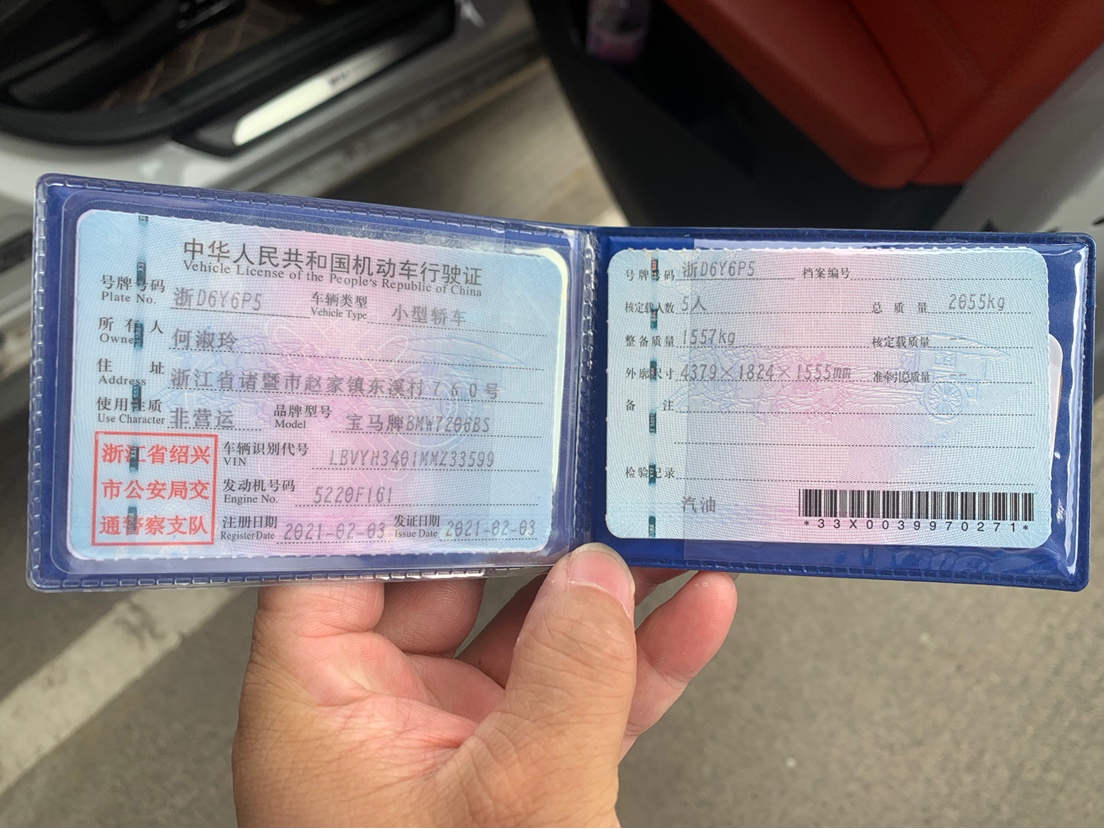 中华人民共和国机动车行驶证
Vehicle License of the People's Republic of China
号牌号码 浙D6Y6P5 车辆类型 小型轿车
Plate No. Vehicle Type
所有人 何淑玲
Owner
住址 浙江省诸暨市赵家镇东溪村760号
Address
使用性质 非营运 品牌型号 宝马牌BMW7206BS
Use Character Model
浙江省绍兴
市公安局交
通警察支队
车辆识别代号 LBVYH3401MMZ33599
VIN
发动机号码 5220F161
Engine No.
注册日期 2021-02-03 发证日期 2021-02-03
Register Date Issue Date
号牌号码 浙D6Y6P5 档案编号
核定载人数 5人 总质量 2055kg
整备质量 1557kg 核定载质量
外廓尺寸 4379×1824×1555mm 准牵引总质量
备注
检验记录
汽油
*33X0039970271*